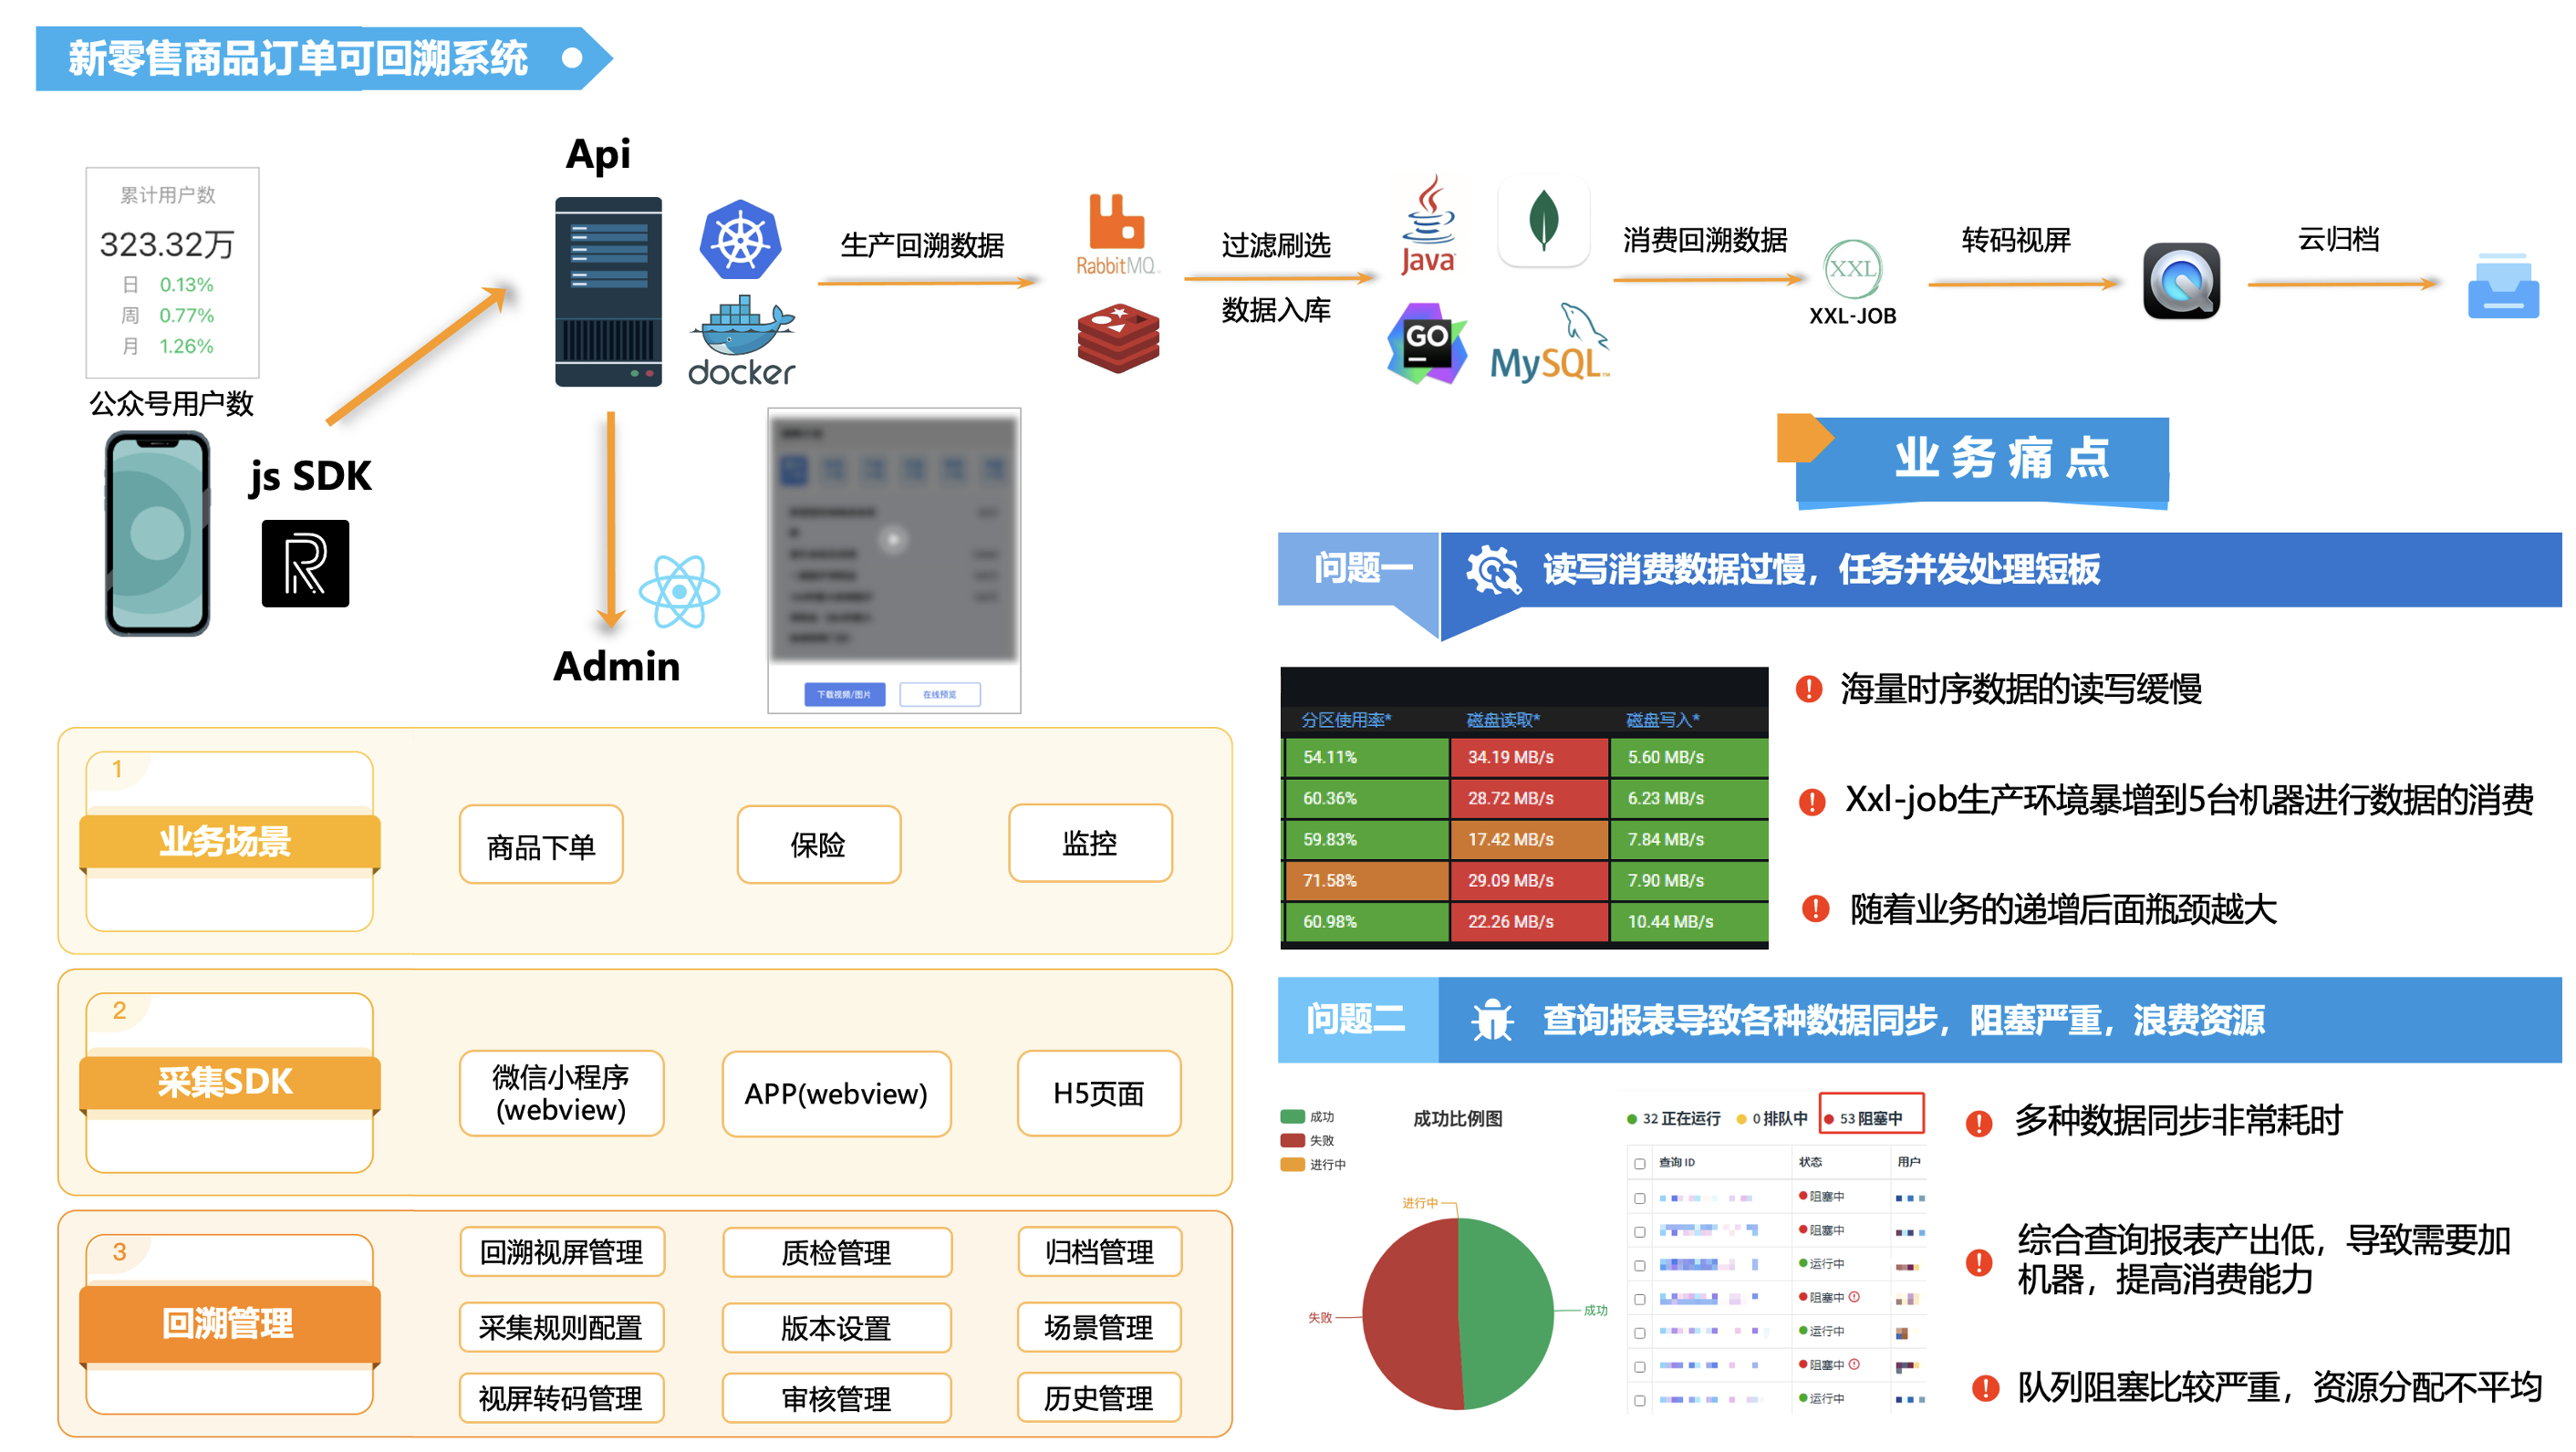 新零售商品订单可回溯系统
累计用户数
323.32万
日 0.13%
周 0.77%
月 1.26%
公众号用户数
js SDK
Api
docker
Admin
下载视频/图片
在线预览
生产回溯数据
RabbitMQ
过滤刷选
数据入库
Java
GO
MySQL
消费回溯数据
XXL
XXL-JOB
转码视屏
云归档
1
业务场景
商品下单
保险
监控
2
采集SDK
微信小程序
(webview)
APP(webview)
H5页面
3
回溯管理
回溯视屏管理
质检管理
归档管理
采集规则配置
版本设置
场景管理
视屏转码管理
审核管理
历史管理
业务痛点
问题一
读写消费数据过慢，任务并发处理短板
分区使用率* 磁盘读取* 磁盘写入*
54.11% 34.19 MB/s 5.60 MB/s
60.36% 28.72 MB/s 6.23 MB/s
59.83% 17.42 MB/s 7.84 MB/s
71.58% 29.09 MB/s 7.90 MB/s
60.98% 22.26 MB/s 10.44 MB/s
海量时序数据的读写缓慢
Xxl-job生产环境暴增到5台机器进行数据的消费
随着业务的递增后面瓶颈越大
问题二
查询报表导致各种数据同步，阻塞严重，浪费资源
成功
失败
进行中
成功比例图
进行中
失败
成功
32 正在运行 0 排队中 53 阻塞中
查询 ID 状态 用户
阻塞中
阻塞中
运行中
阻塞中
运行中
阻塞中
运行中
多种数据同步非常耗时
综合查询报表产出低，导致需要加
机器，提高消费能力
队列阻塞比较严重，资源分配不平均